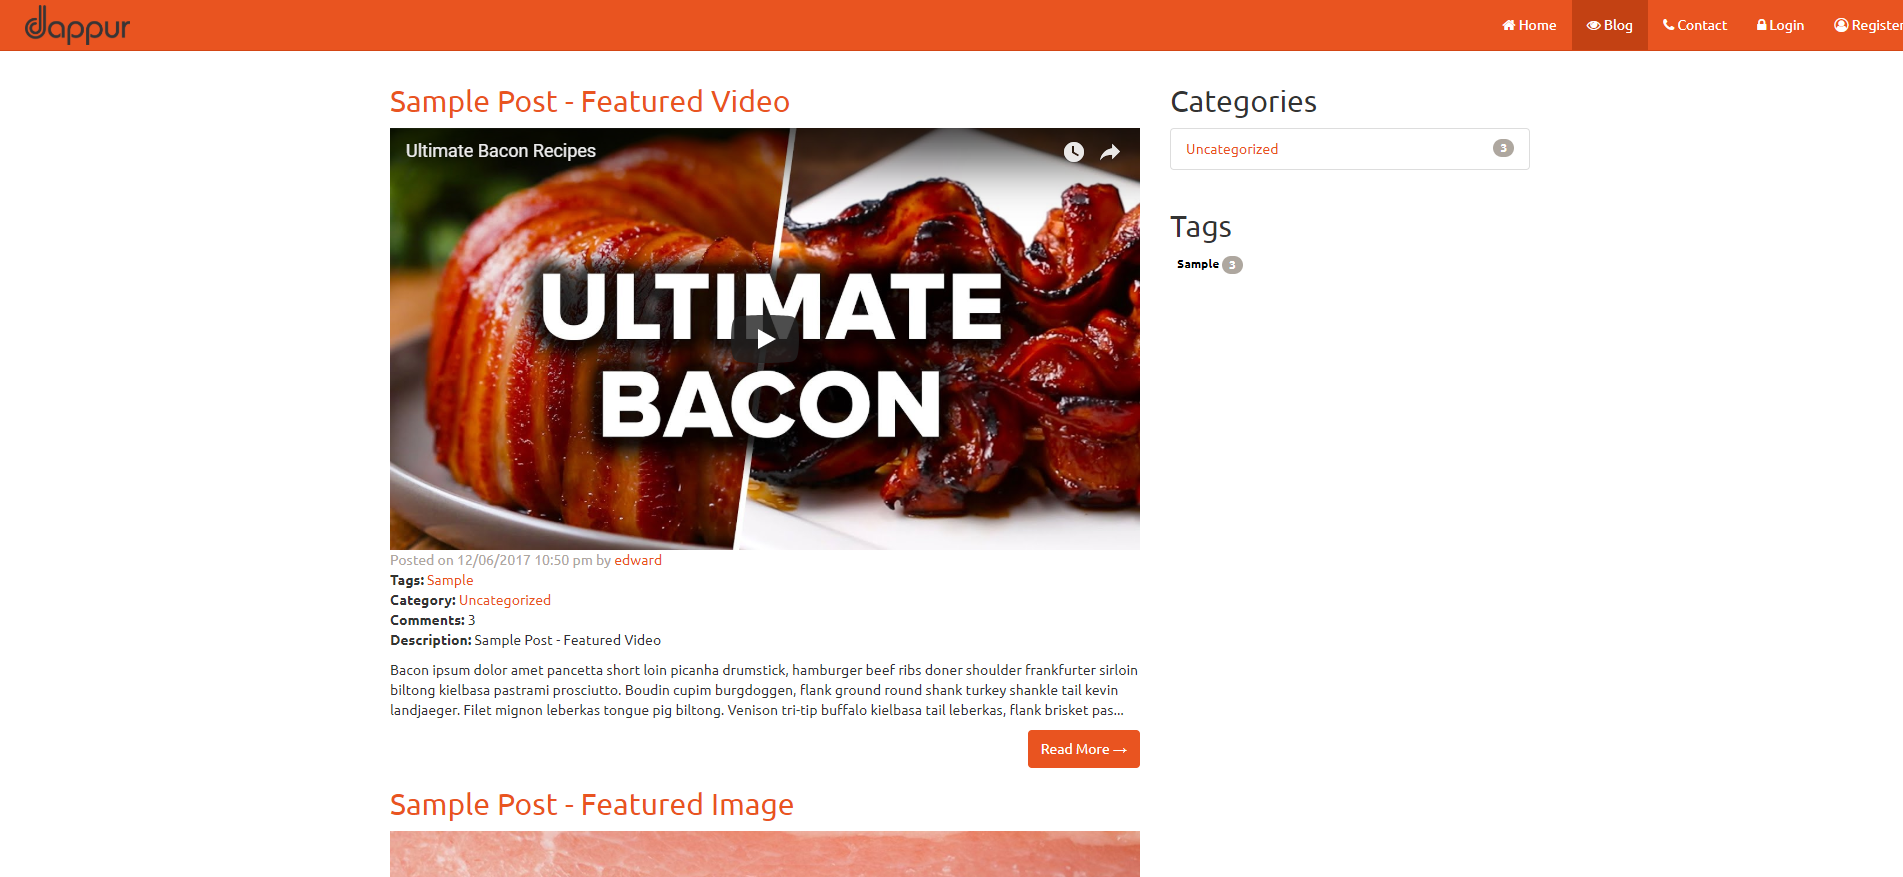 dappur
Home Blog Contact Login Register
Sample Post - Featured Video
Ultimate Bacon Recipes
ULTIMATE
BACON
Posted on 12/06/2017 10:50 pm by edward
Tags: Sample
Category: Uncategorized
Comments: 3
Description: Sample Post - Featured Video
Bacon ipsum dolor amet pancetta short loin picanha drumstick, hamburger beef ribs doner shoulder frankfurter sirloin
biltong kielbasa pastrami prosciutto. Boudin cupim burgdoggen, flank ground round shank turkey shankle tail kevin
landjaeger. Filet mignon leberkas tongue pig biltong. Venison tri-tip buffalo kielbasa tail leberkas, flank brisket pas...
Read More →
Sample Post - Featured Image
Categories
Uncategorized 3
Tags
Sample 3